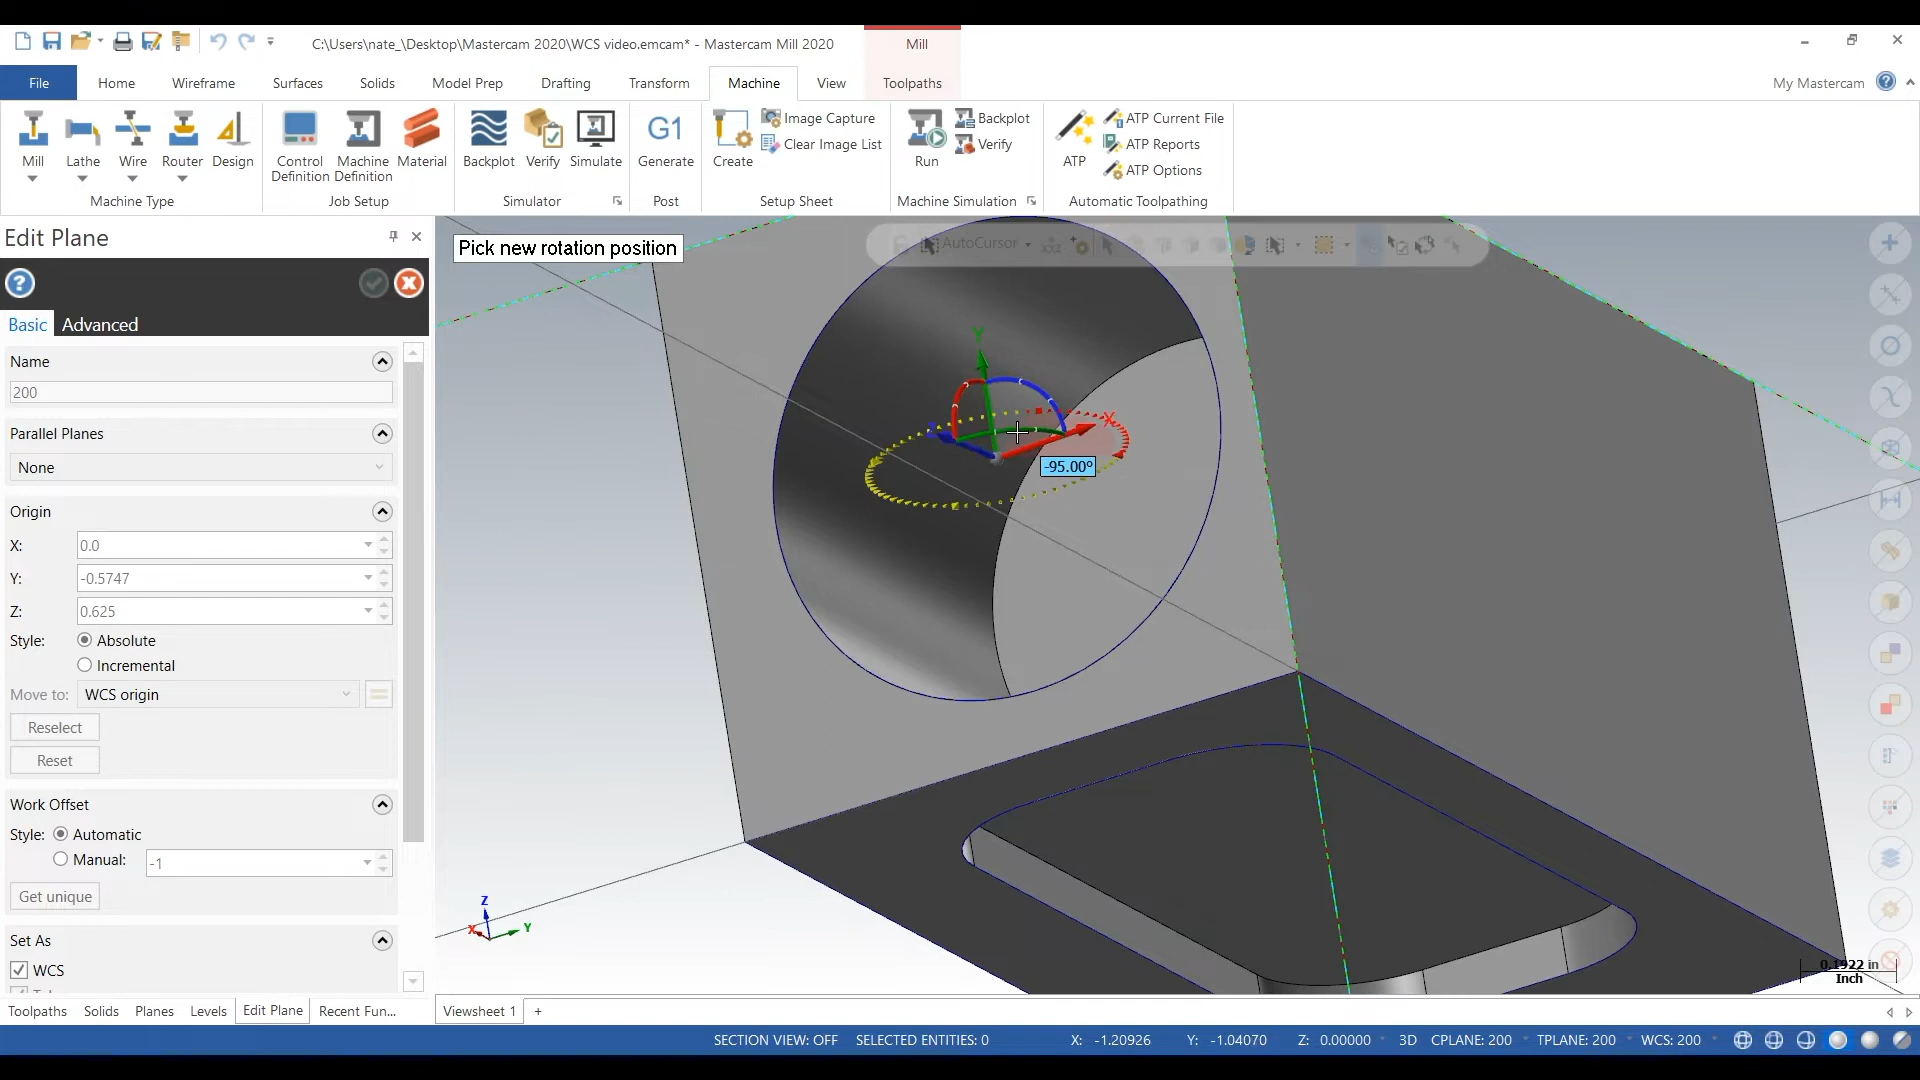 C:\Users\nate_\Desktop\Mastercam 2020\WCS video.emcam* - Mastercam Mill 2020
Mill
File
Home
Wireframe
Surfaces
Solids
Model Prep
Drafting
Transform
Machine
View
Toolpaths
My Mastercam
Mill
Lathe
Wire
Router
Design
Machine Type
Control
Definition
Machine
Definition
Material
Job Setup
Backplot
Verify
Simulate
Simulator
G1
Generate
Post
Create
Image Capture
Clear Image List
Setup Sheet
Run
Backplot
Verify
Machine Simulation
ATP
ATP Current File
ATP Reports
ATP Options
Automatic Toolpathing
Edit Plane
Basic
Advanced
Name
200
Parallel Planes
None
Origin
X:
0.0
Y:
-0.5747
Z:
0.625
Style:
Absolute
Incremental
Move to:
WCS origin
Reselect
Reset
Work Offset
Style:
Automatic
Manual:
-1
Get unique
Set As
WCS
Pick new rotation position
AutoCursor
Y
X
-95.00º
Z
X
Y
0.1922 in
Inch
Toolpaths
Solids
Planes
Levels
Edit Plane
Recent Fun...
Viewsheet 1
+
SECTION VIEW: OFF
SELECTED ENTITIES: 0
X: -1.20926
Y: -1.04070
Z: 0.00000
3D
CPLANE: 200
TPLANE: 200
WCS: 200